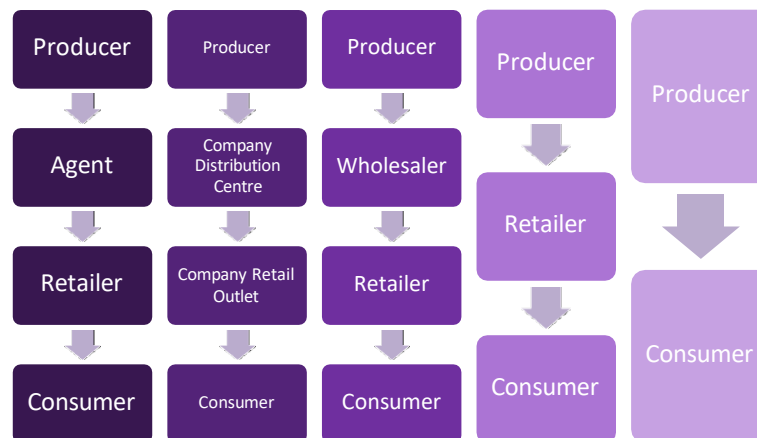 Producer
Agent
Retailer
Consumer
Producer
Company
Distribution
Centre
Company Retail
Outlet
Consumer
Producer
Wholesaler
Retailer
Consumer
Producer
Retailer
Consumer
Producer
Consumer